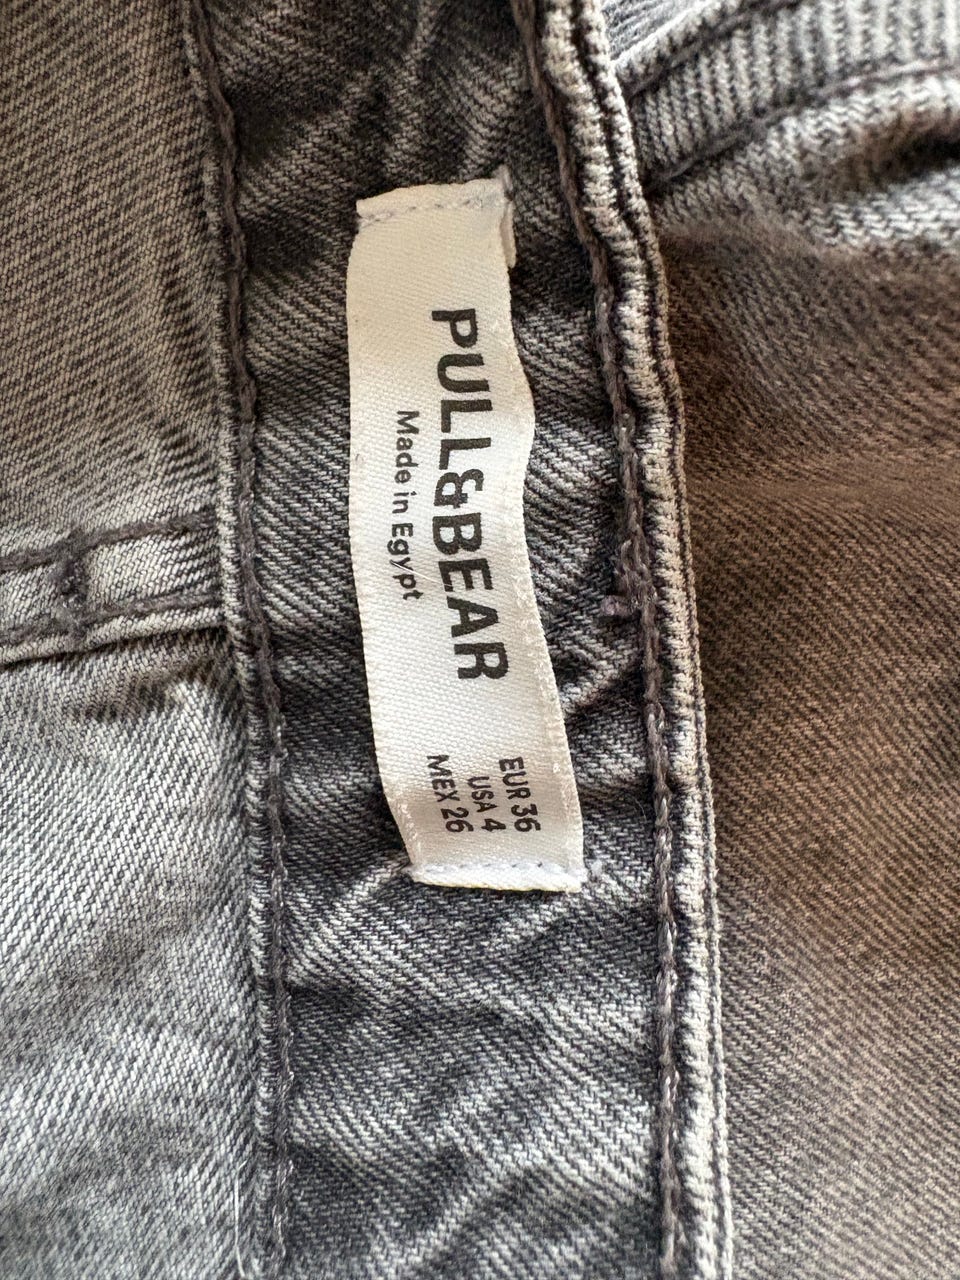 PULL&BEAR
Made in Egypt
EUR 36
USA 4
MEX 26